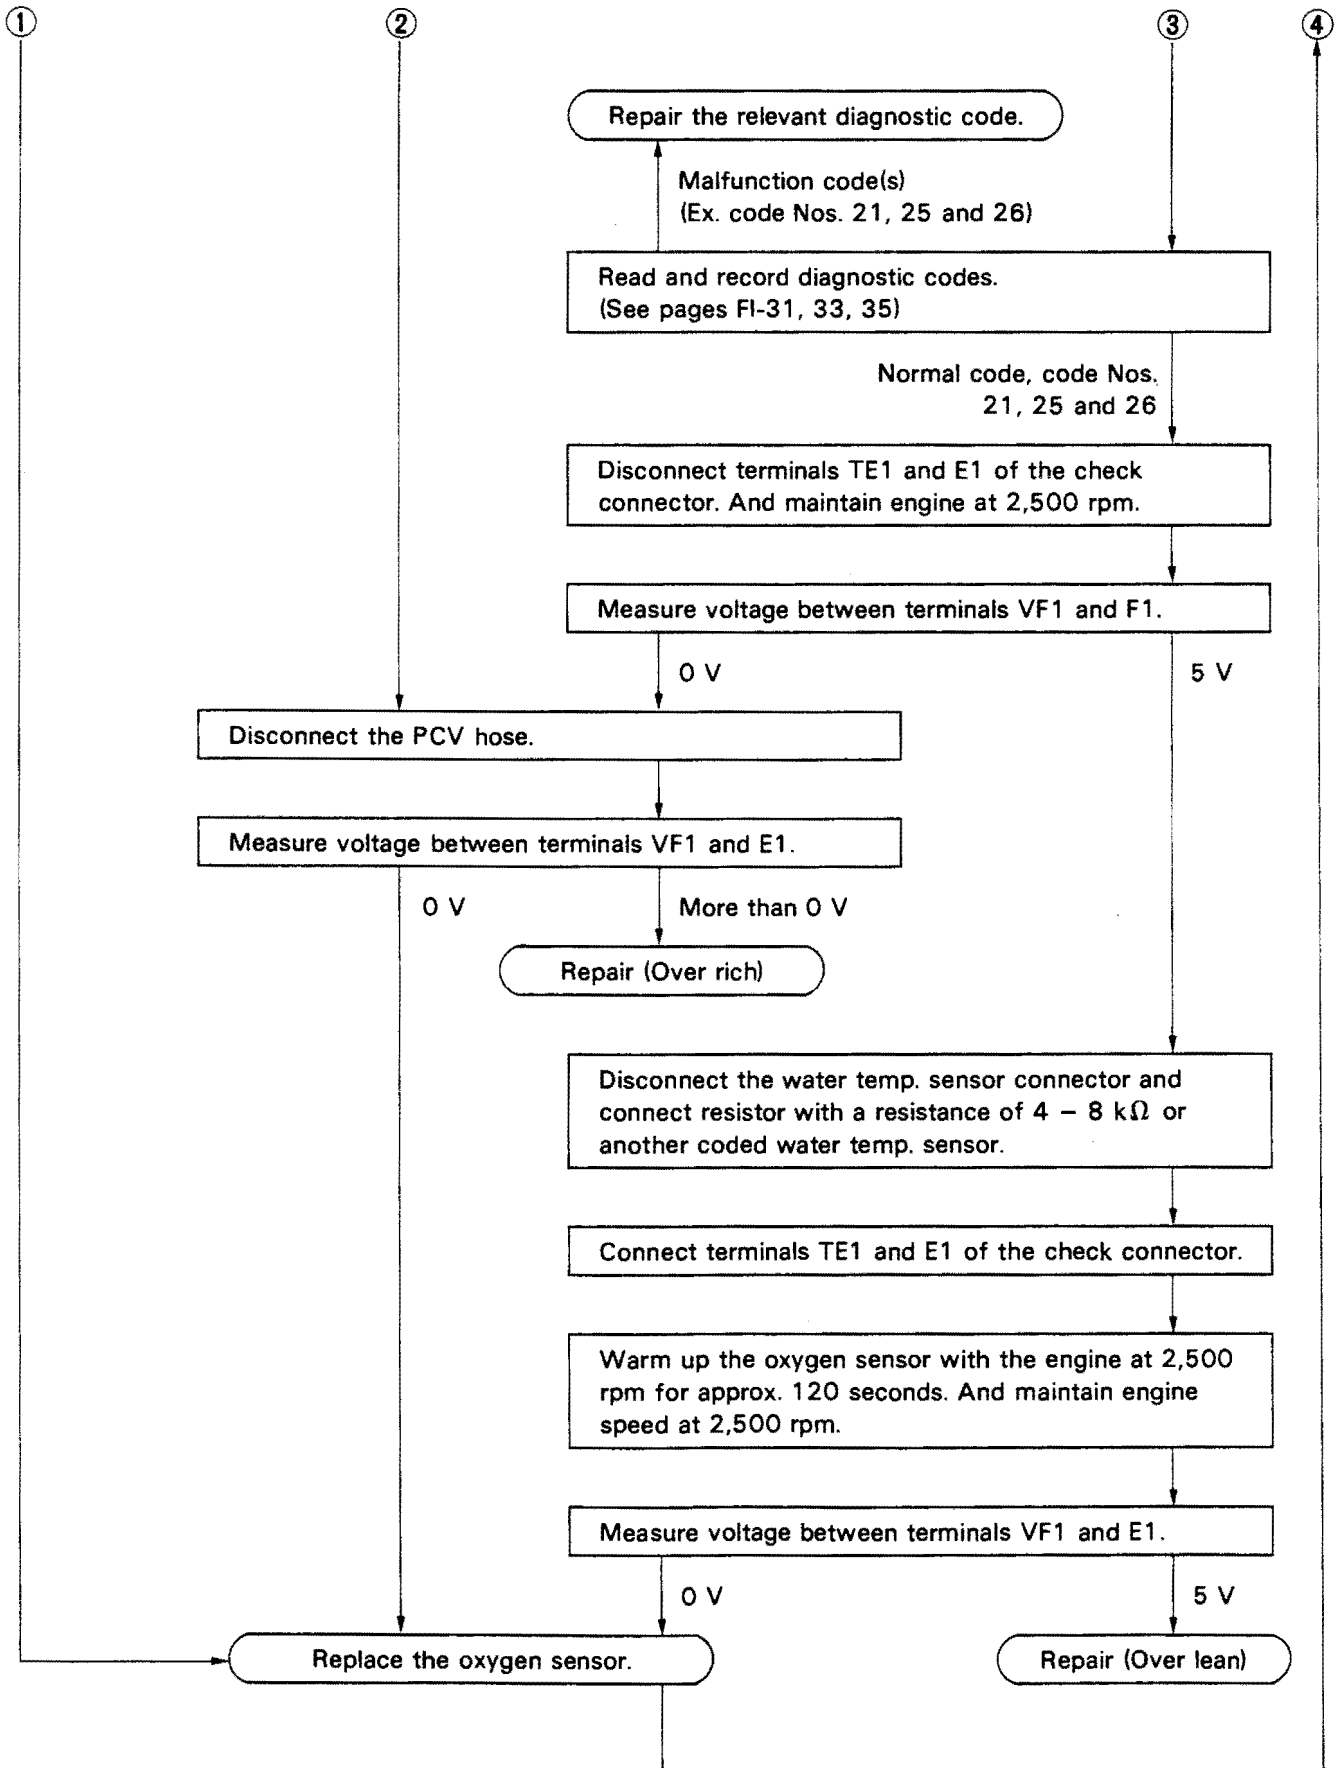 ① ② ③ ④
Repair the relevant diagnostic code.
Malfunction code(s)
(Ex. code Nos. 21, 25 and 26)
Read and record diagnostic codes.
(See pages FI-31, 33, 35)
Normal code, code Nos.
21, 25 and 26
Disconnect terminals TE1 and E1 of the check
connector. And maintain engine at 2,500 rpm.
Measure voltage between terminals VF1 and F1.
0 V
5 V
Disconnect the PCV hose.
Measure voltage between terminals VF1 and E1.
0 V
More than 0 V
Repair (Over rich)
Disconnect the water temp. sensor connector and
connect resistor with a resistance of 4 – 8 kΩ or
another coded water temp. sensor.
Connect terminals TE1 and E1 of the check connector.
Warm up the oxygen sensor with the engine at 2,500
rpm for approx. 120 seconds. And maintain engine
speed at 2,500 rpm.
Measure voltage between terminals VF1 and E1.
0 V
5 V
Replace the oxygen sensor.
Repair (Over lean)